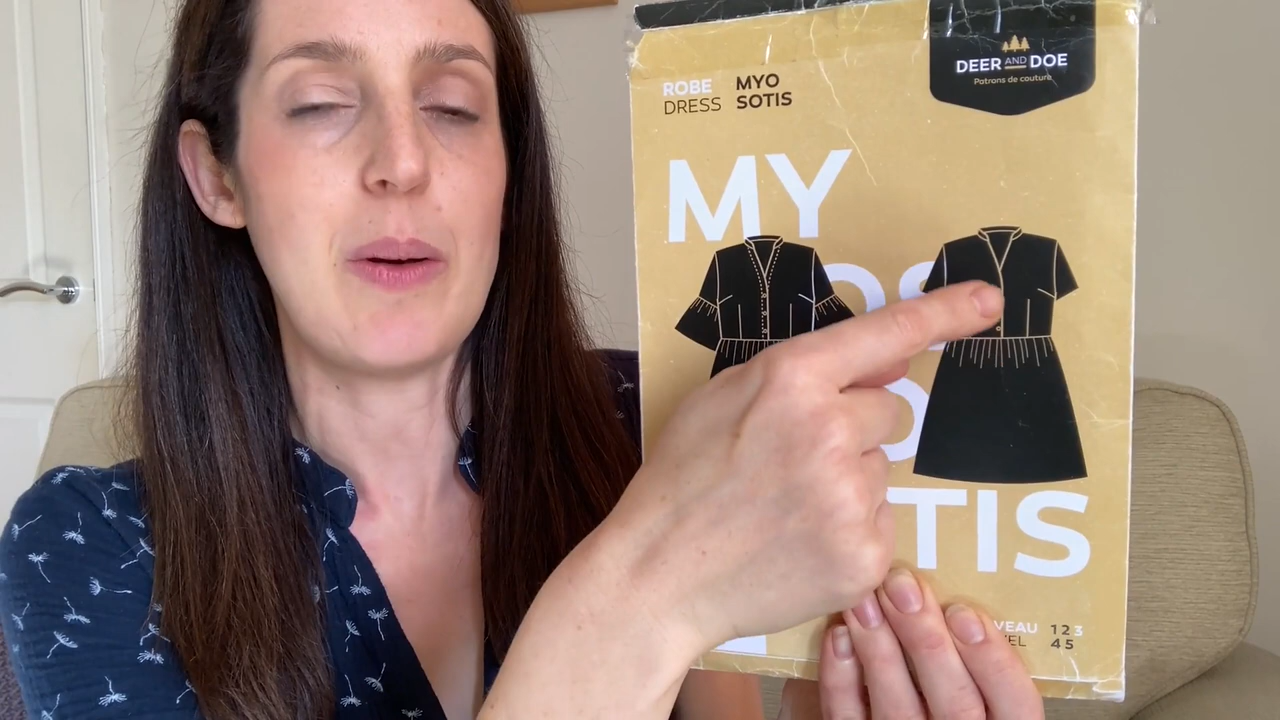 DEER AND DOE
Patrons de couture
ROBE MYO
DRESS SOTIS
MY
OS
O
TIS
VEAU 1 2 3
EL 4 5